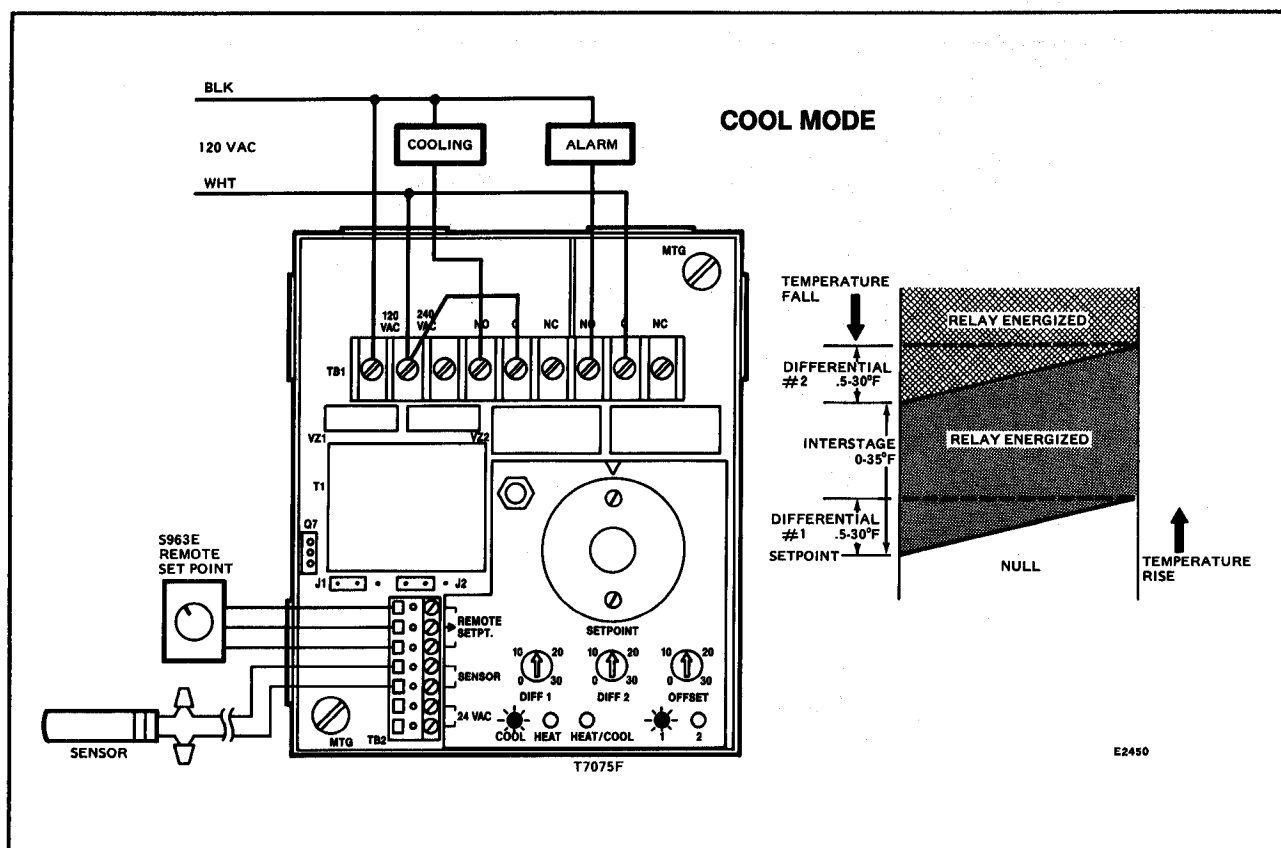 BLK
COOL MODE
COOLING
ALARM
120 VAC
WHT
MTG
120 VAC
240 VAC
NO
C
NC
NO
C
NC
TB1
VZ1
VZ2
T1
Q7
S963E
REMOTE
SET POINT
J1
J2
REMOTE
SETPT.
SENSOR
24 VAC
SETPOINT
10 20
0 30
DIFF 1
10 20
0 30
DIFF 2
10 20
0 30
OFFSET
COOL HEAT HEAT/COOL 1 2
MTG
TB2
SENSOR
T7075F
TEMPERATURE
FALL
RELAY ENERGIZED
DIFFERENTIAL
#2 .5-30°F
INTERSTAGE
0-35°F
RELAY ENERGIZED
DIFFERENTIAL
#1 .5-30°F
SETPOINT
NULL
TEMPERATURE
RISE
E2450